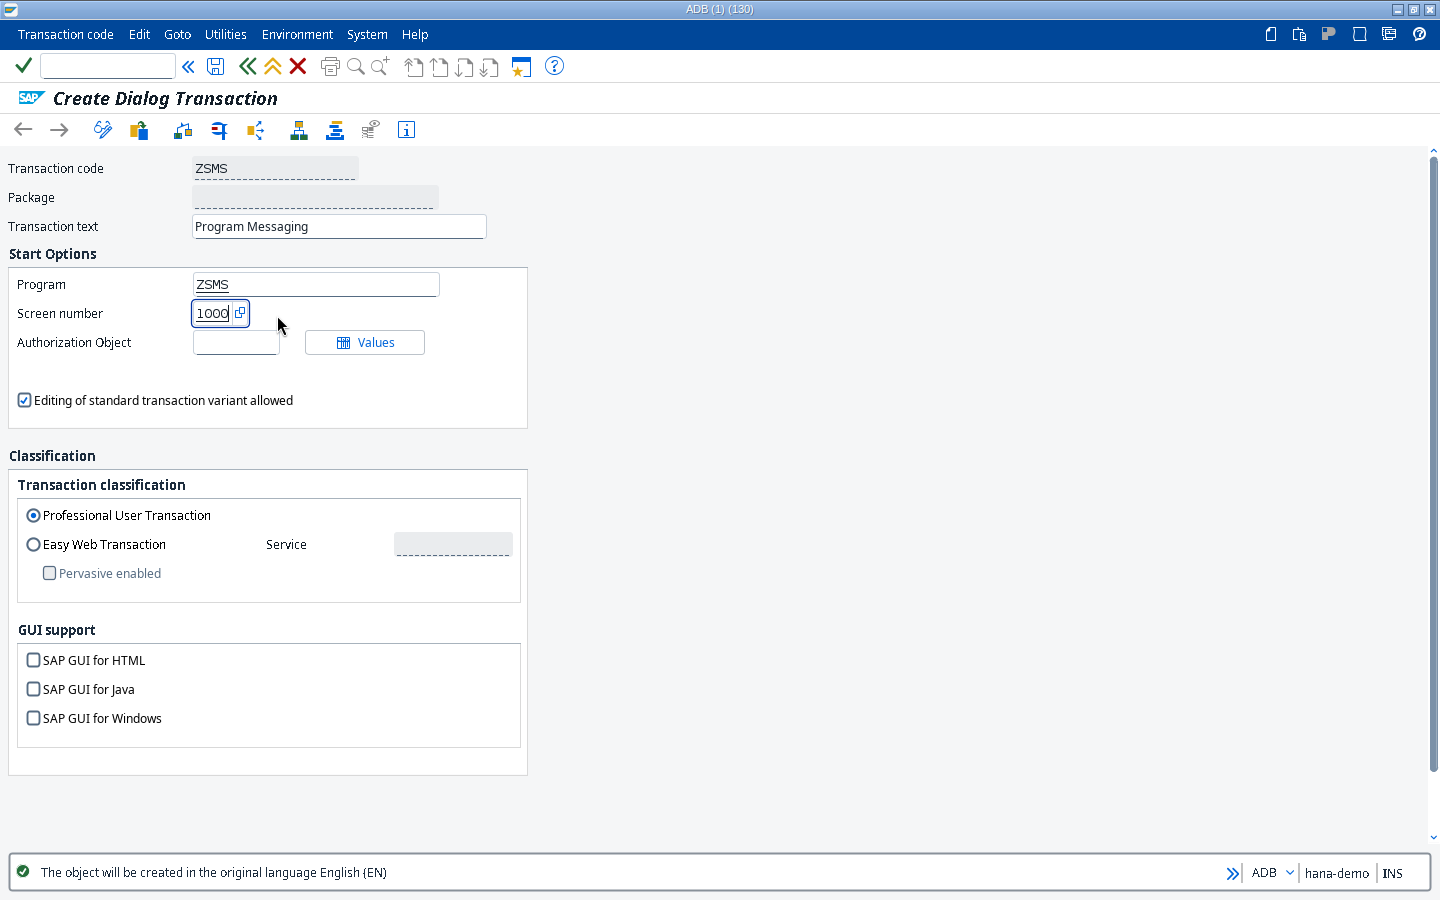 ADB (1) (130)
Transaction code Edit Goto Utilities Environment System Help
SAP Create Dialog Transaction
Transaction code ZSMS
Package
Transaction text Program Messaging
Start Options
Program ZSMS
Screen number 1000
Authorization Object Values
Editing of standard transaction variant allowed
Classification
Transaction classification
Professional User Transaction
Easy Web Transaction Service
Pervasive enabled
GUI support
SAP GUI for HTML
SAP GUI for Java
SAP GUI for Windows
The object will be created in the original language English (EN) ADB hana-demo INS